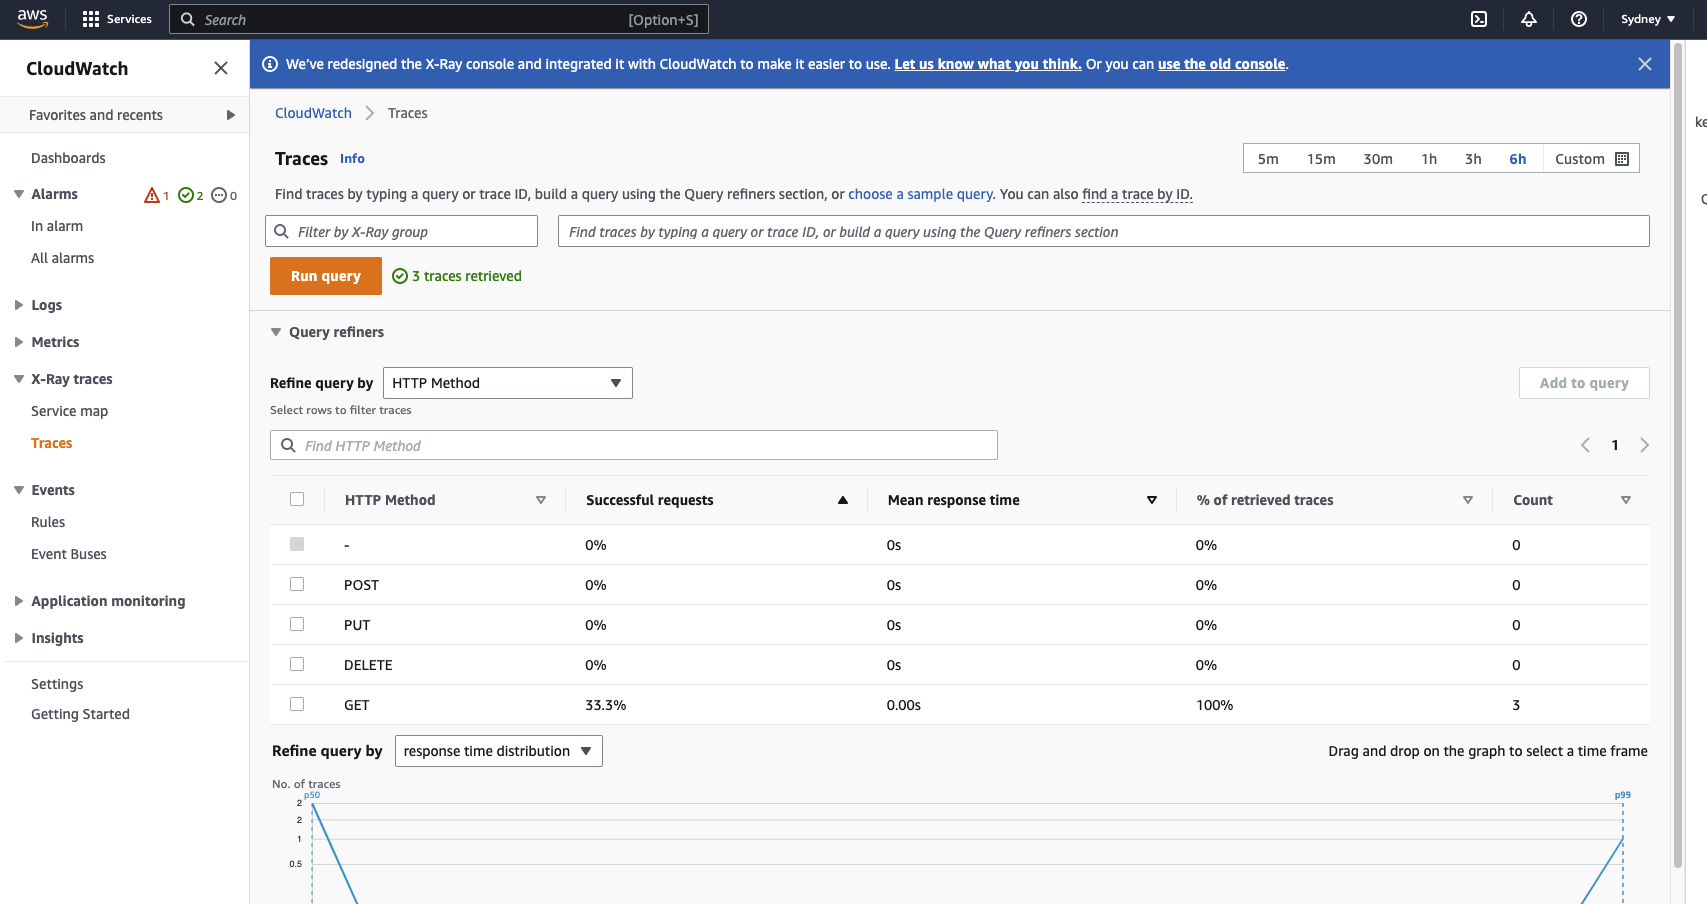 aws
Services
Search
[Option+S]
Sydney
CloudWatch
We've redesigned the X-Ray console and integrated it with CloudWatch to make it easier to use. Let us know what you think. Or you can use the old console.
Favorites and recents
Dashboards
Alarms 1 2 0
In alarm
All alarms
Logs
Metrics
X-Ray traces
Service map
Traces
Events
Rules
Event Buses
Application monitoring
Insights
Settings
Getting Started
CloudWatch Traces
Traces Info
5m 15m 30m 1h 3h 6h Custom
Find traces by typing a query or trace ID, build a query using the Query refiners section, or choose a sample query. You can also find a trace by ID.
Filter by X-Ray group
Find traces by typing a query or trace ID, or build a query using the Query refiners section
Run query
3 traces retrieved
Query refiners
Refine query by HTTP Method
Add to query
Select rows to filter traces
Find HTTP Method
1
HTTP Method Successful requests Mean response time % of retrieved traces Count
- 0% 0s 0% 0
POST 0% 0s 0% 0
PUT 0% 0s 0% 0
DELETE 0% 0s 0% 0
GET 33.3% 0.00s 100% 3
Refine query by response time distribution
Drag and drop on the graph to select a time frame
No. of traces
p50
p99
2
2
1
0.5
ke